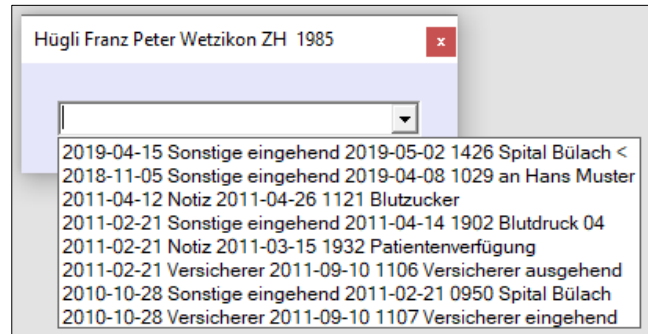 Hügli Franz Peter Wetzikon ZH 1985
x
2019-04-15 Sonstige eingehend 2019-05-02 1426 Spital Bülach <
2018-11-05 Sonstige eingehend 2019-04-08 1029 an Hans Muster
2011-04-12 Notiz 2011-04-26 1121 Blutzucker
2011-02-21 Sonstige eingehend 2011-04-14 1902 Blutdruck 04
2011-02-21 Notiz 2011-03-15 1932 Patientenverfügung
2011-02-21 Versicherer 2011-09-10 1106 Versicherer ausgehend
2010-10-28 Sonstige eingehend 2011-02-21 0950 Spital Bülach
2010-10-28 Versicherer 2011-09-10 1107 Versicherer eingehend